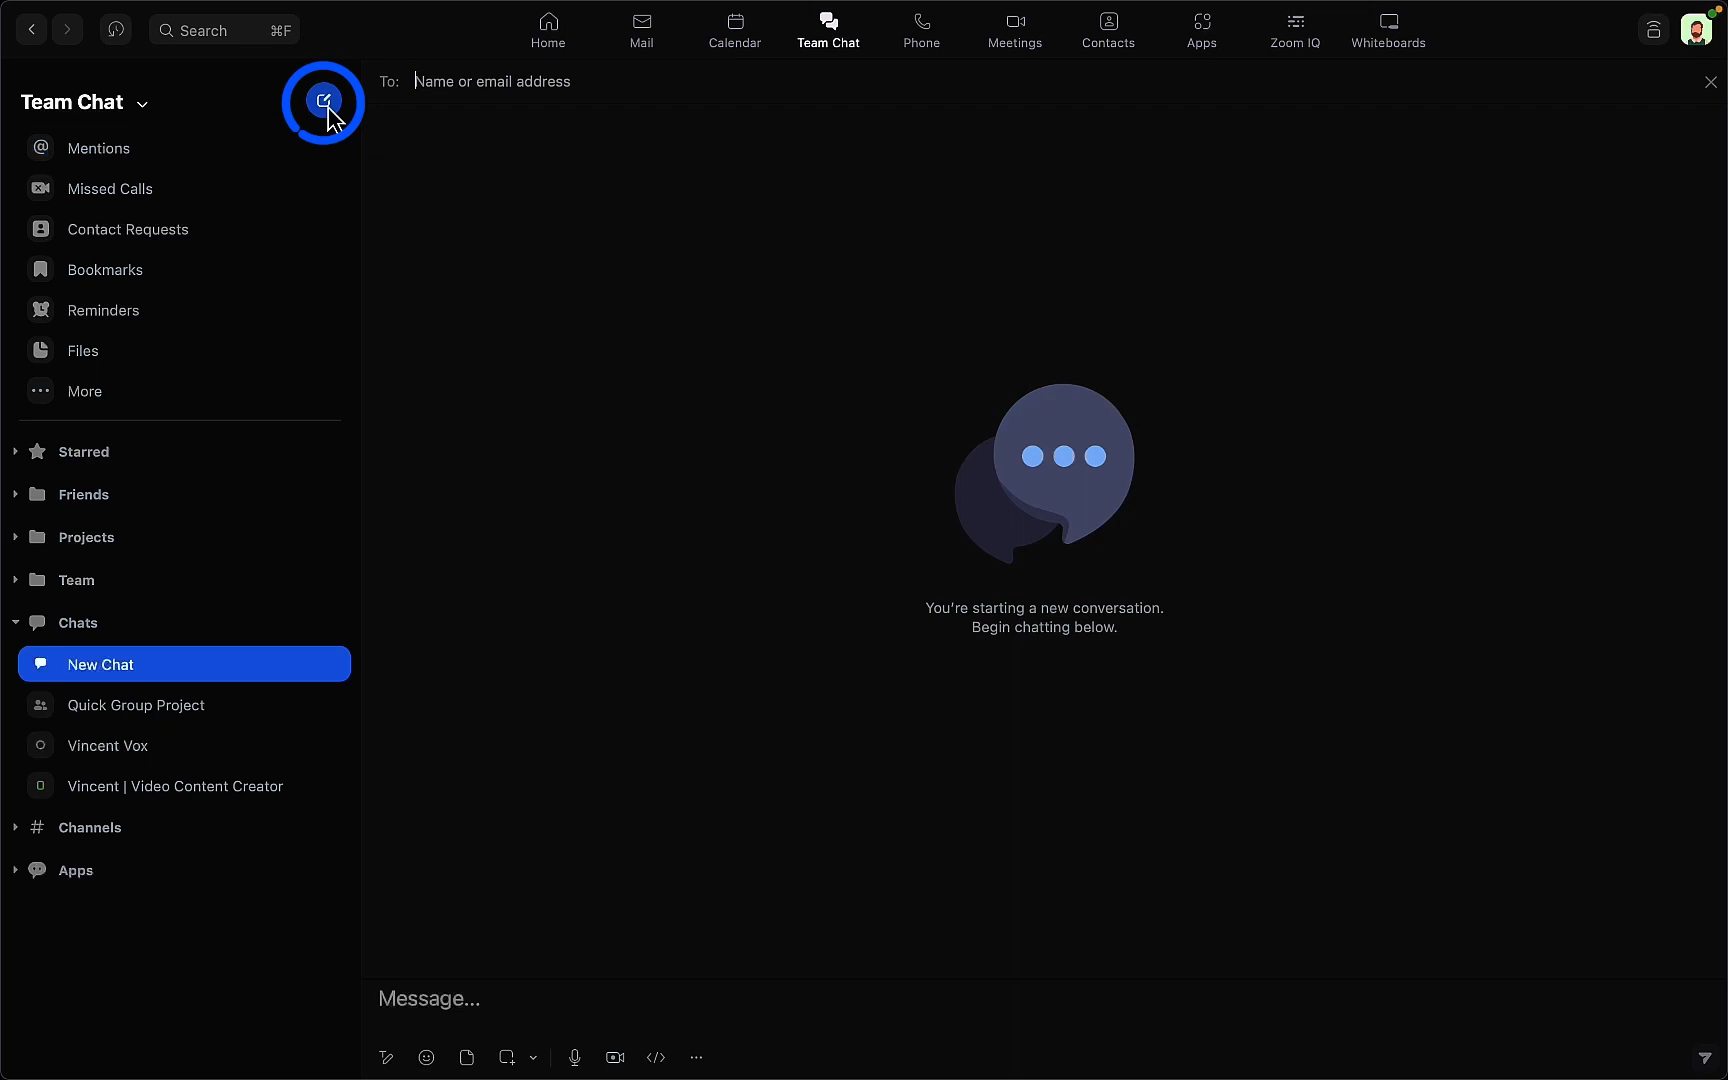 Search ⌘F
Home
Mail
Calendar
Team Chat
Phone
Meetings
Contacts
Apps
Zoom IQ
Whiteboards
Team Chat
Mentions
Missed Calls
Contact Requests
Bookmarks
Reminders
Files
More
Starred
Friends
Projects
Team
Chats
New Chat
Quick Group Project
Vincent Vox
Vincent | Video Content Creator
Channels
Apps
To: Name or email address
You're starting a new conversation.
Begin chatting below.
Message...